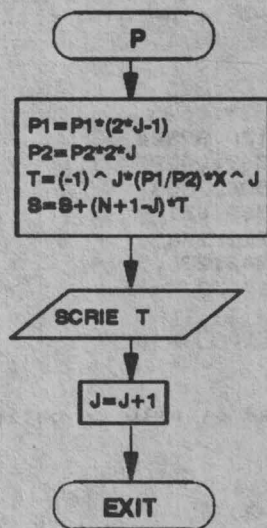 P
P1=P1*(2*J-1)
P2=P2*2*J
T=(-1) ^ J*(P1/P2)*X ^ J
S=S+(N+1-J)*T
SCRIE T
J=J+1
EXIT